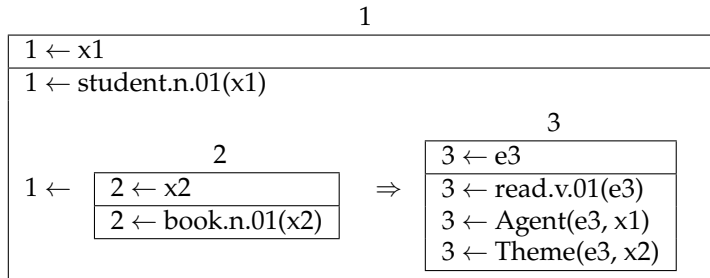 1
1 ← x1
1 ← student.n.01(x1)
2
3
1 ← 2 ← x2 ⇒ 3 ← e3
2 ← book.n.01(x2) 3 ← read.v.01(e3)
3 ← Agent(e3, x1)
3 ← Theme(e3, x2)